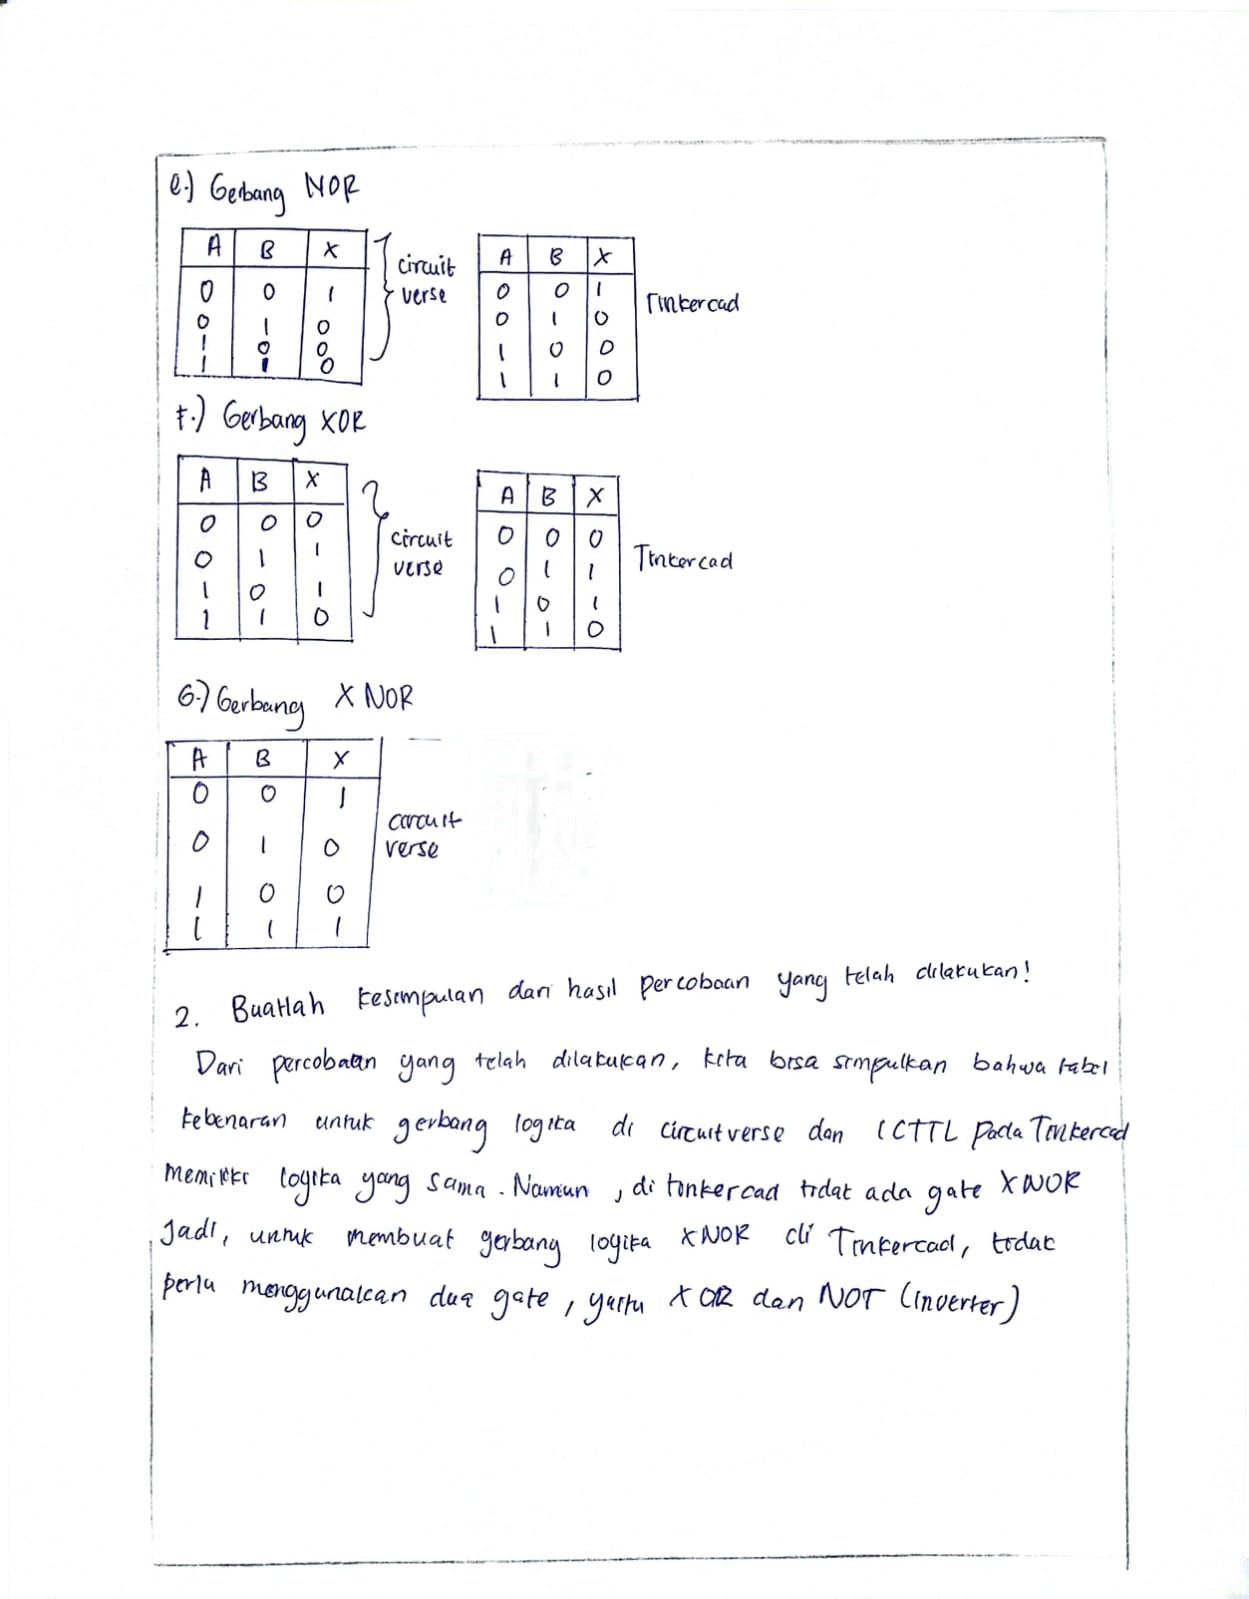 e.) Gerbang NOR
A B X
0 0 1
0 1 0
1 0 0
1 1 0
circuit
verse
A B X
0 0 1
0 1 0
1 0 0
1 1 0
Tinkercad
f.) Gerbang XOR
A B X
0 0 0
0 1 1
1 0 1
1 1 0
circuit
verse
A B X
0 0 0
0 1 1
1 0 1
1 1 0
Tinkercad
G.) Gerbang XNOR
A B X
0 0 1
0 1 0
1 0 0
1 1 1
circuit
verse
2. Buatlah kesimpulan dari hasil percobaan yang telah dilakukan!
Dari percobaan yang telah dilakukan, kita bisa simpulkan bahwa tabel
kebenaran untuk gerbang logika di circuitverse dan ICTTL pada Tinkercad
memiliki logika yang sama. Namun, di tinkercad tidak ada gate XNOR
Jadi, untuk membuat gerbang logika XNOR di Tinkercad, tidak
perlu menggunakan dua gate, yaitu XOR dan NOT (inverter)